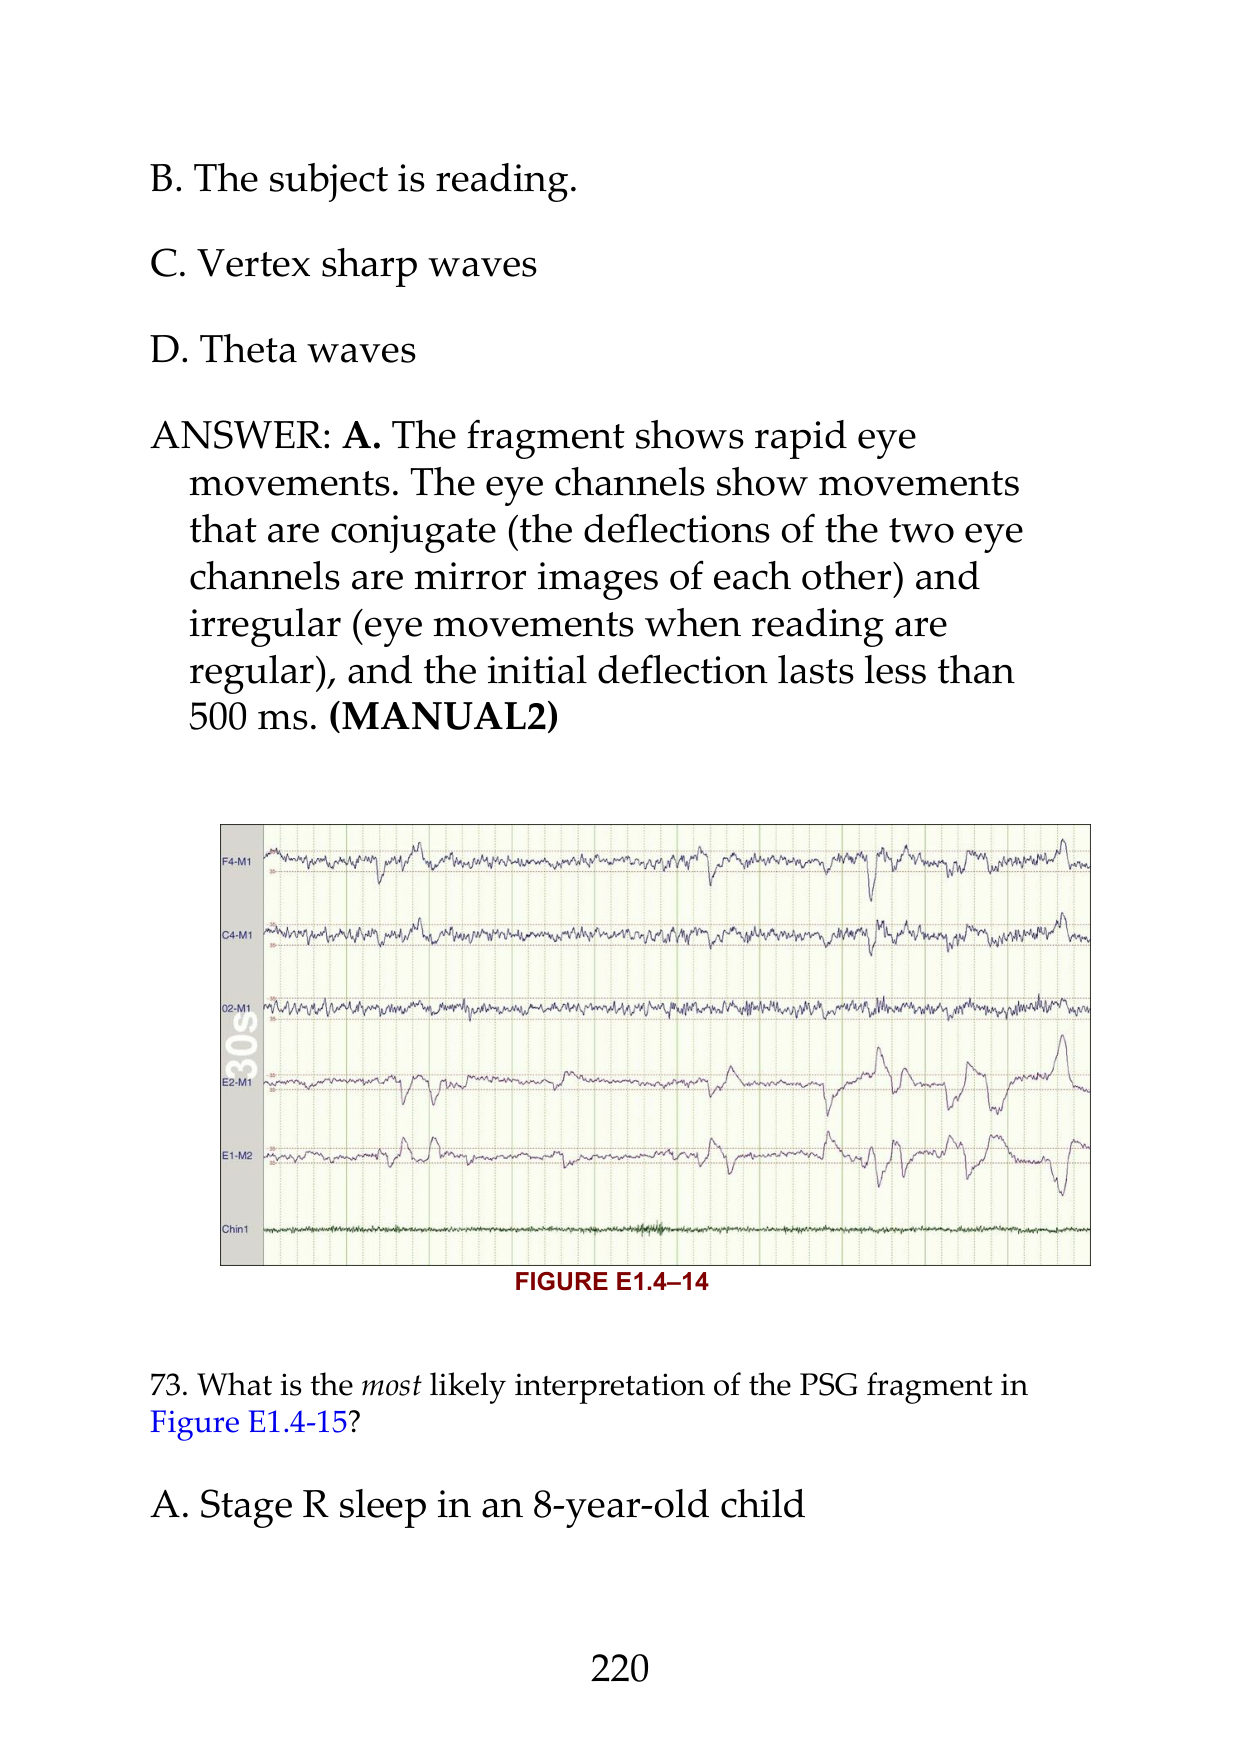 B. The subject is reading.
C. Vertex sharp waves
D. Theta waves
ANSWER: A. The fragment shows rapid eye
movements. The eye channels show movements
that are conjugate (the deflections of the two eye
channels are mirror images of each other) and
irregular (eye movements when reading are
regular), and the initial deflection lasts less than
500 ms. (MANUAL2)
F4-M1
C4-M1
02-M1
30s
E2-M1
E1-M2
Chin1
FIGURE E1.4–14
73. What is the most likely interpretation of the PSG fragment in
Figure E1.4-15?
A. Stage R sleep in an 8-year-old child
220